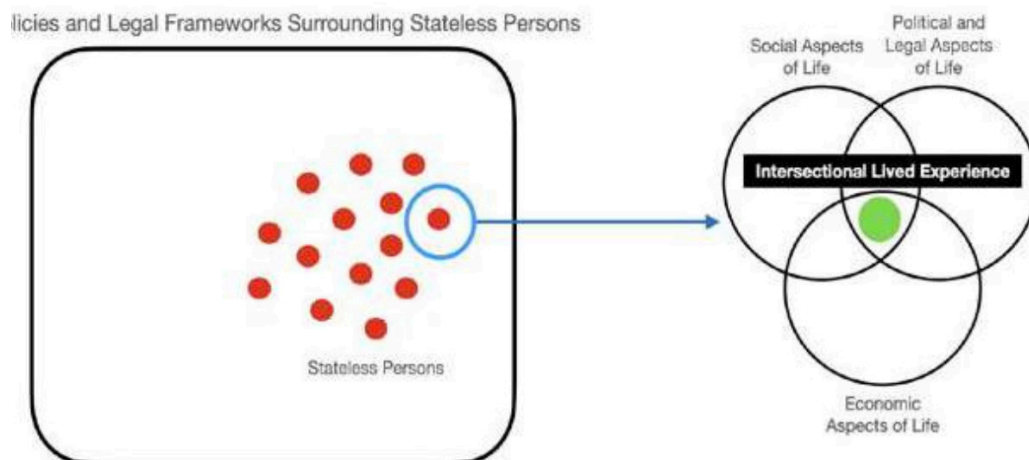 licies and Legal Frameworks Surrounding Stateless Persons
Political and
Legal Aspects
of Life
Social Aspects
of Life
Intersectional Lived Experience
Stateless Persons
Economic
Aspects of Life